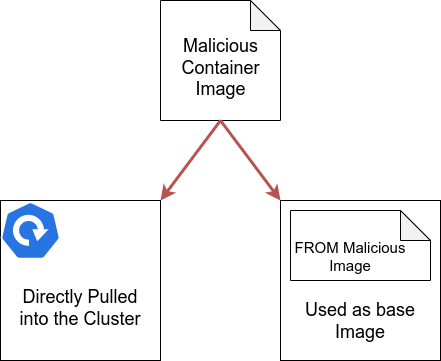 Malicious
Container
Image
Directly Pulled
into the Cluster
FROM Malicious
Image
Used as base
Image